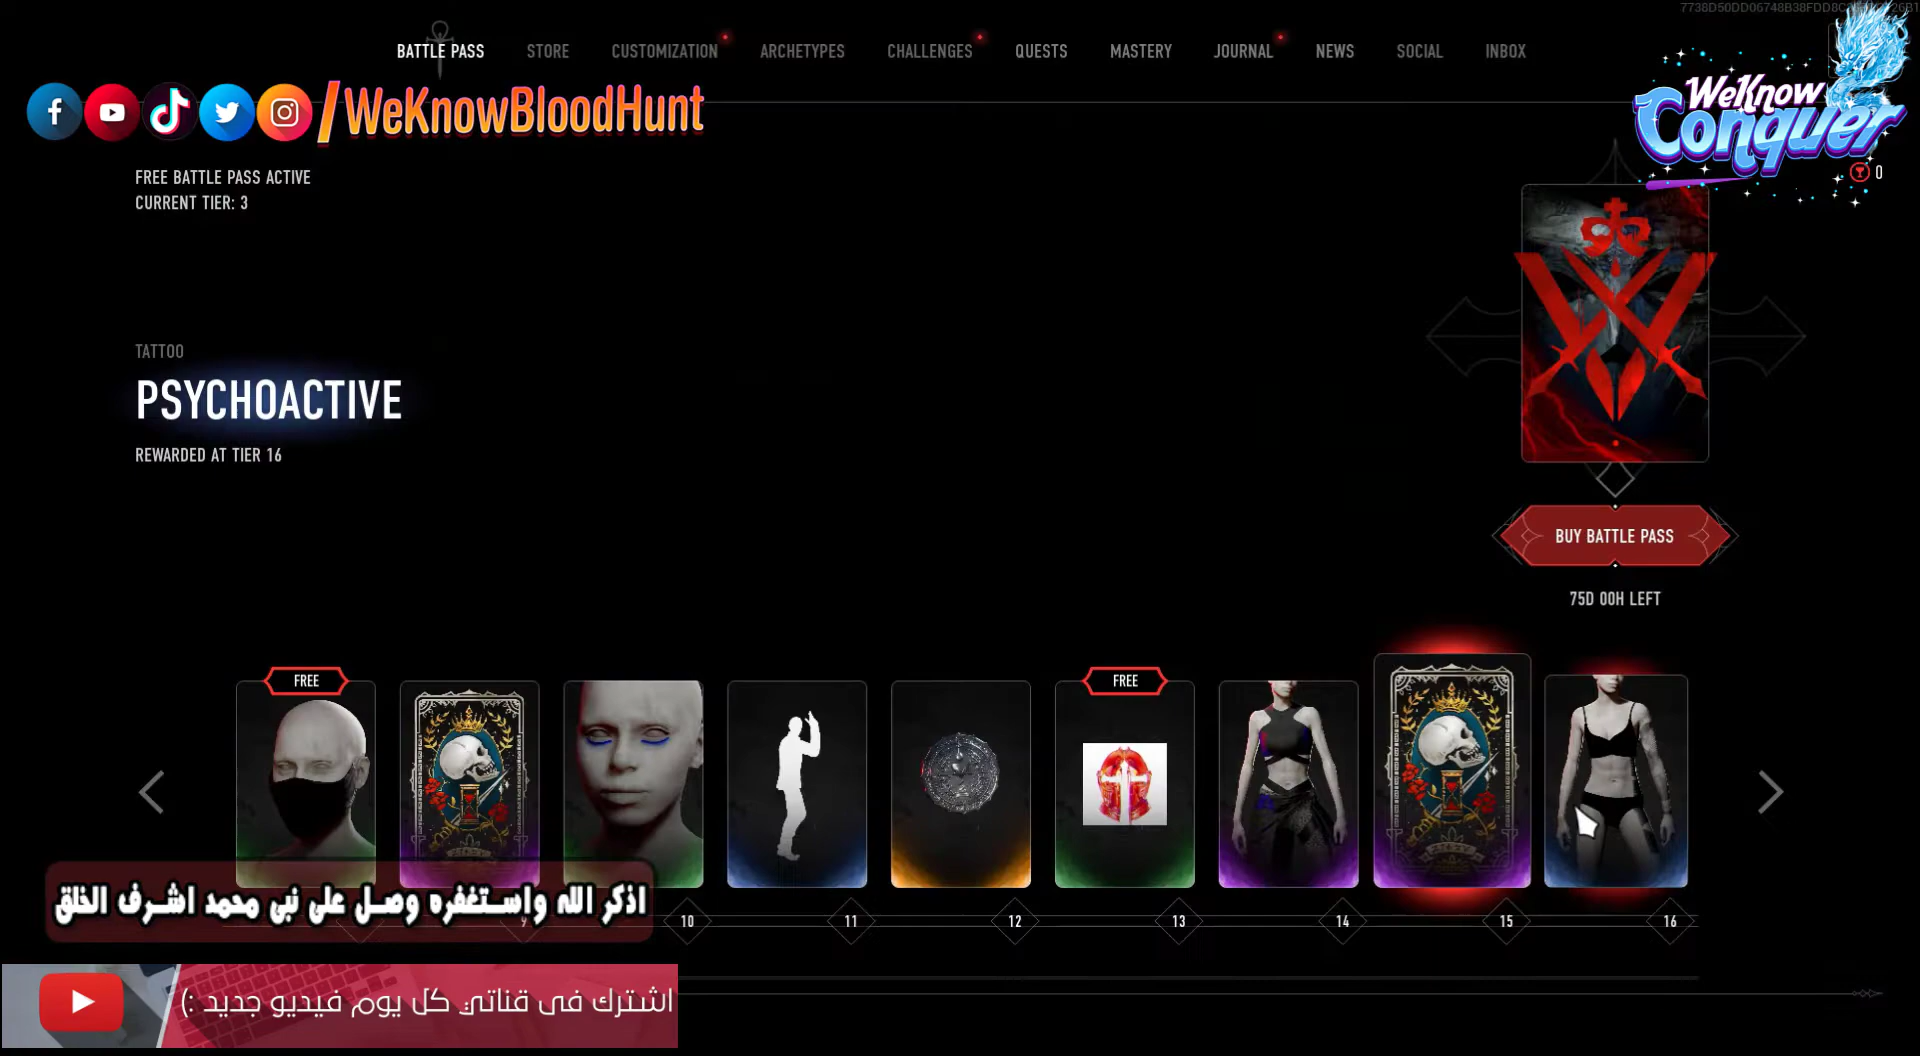 BATTLE PASS STORE CUSTOMIZATION ARCHETYPES CHALLENGES QUESTS MASTERY JOURNAL NEWS SOCIAL INBOX
/WeKnowBloodHunt
WeKnow
Conquer
0
FREE BATTLE PASS ACTIVE
CURRENT TIER: 3
TATTOO
PSYCHOACTIVE
REWARDED AT TIER 16
BUY BATTLE PASS
75D 00H LEFT
FREE FREE
اذكر الله واستغفره وصل على نبي محمد اشرف الخلق
9 10 11 12 13 14 15 16
اشترك فى قناتي كل يوم فيديو جديد :)